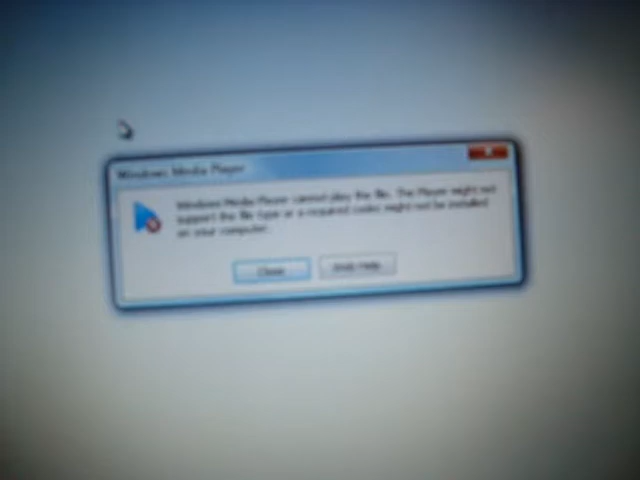 Windows Media Player
Windows Media Player cannot play the file. The Player might not
support the file type or a required codec might not be installed
on your computer.
Close
Web Help